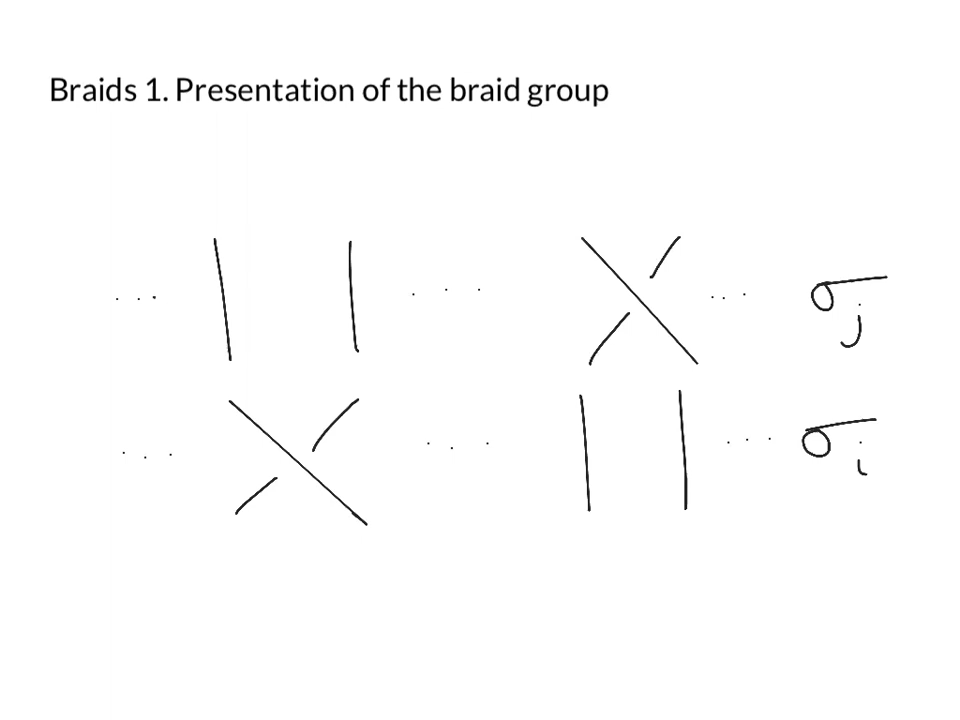 Braids 1. Presentation of the braid group
... ... ... σj
... ... ... σi